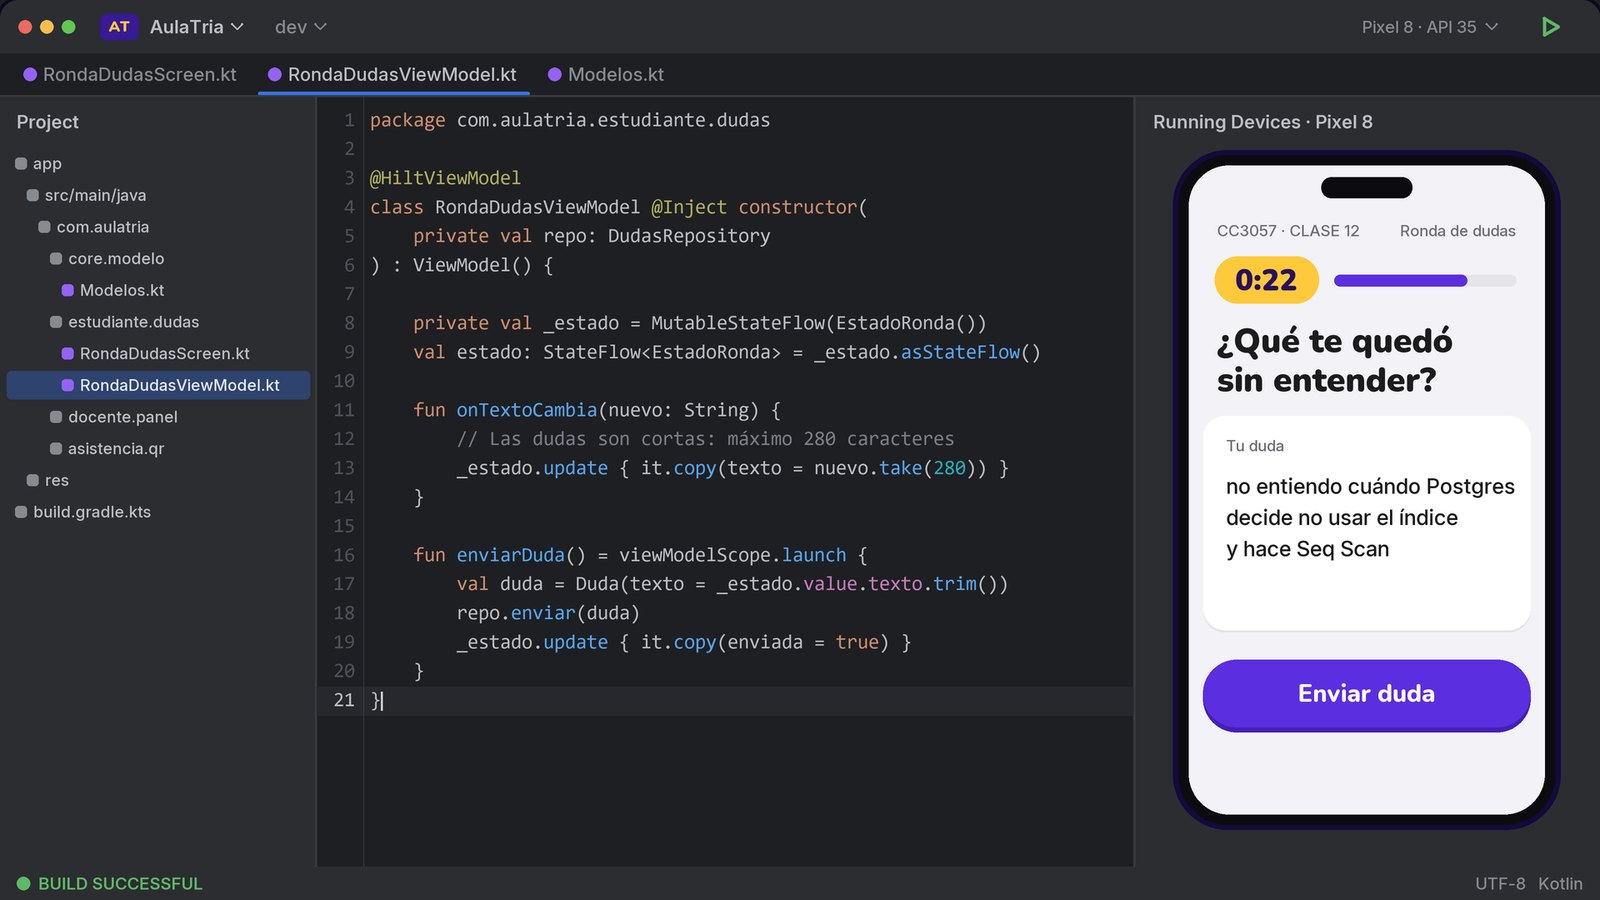 AT AulaTria dev Pixel 8 · API 35
RondaDudasScreen.kt RondaDudasViewModel.kt Modelos.kt
Project
app
src/main/java
com.aulatria
core.modelo
Modelos.kt
estudiante.dudas
RondaDudasScreen.kt
RondaDudasViewModel.kt
docente.panel
asistencia.qr
res
build.gradle.kts
1 package com.aulatria.estudiante.dudas
2
3 @HiltViewModel
4 class RondaDudasViewModel @Inject constructor(
5     private val repo: DudasRepository
6 ) : ViewModel() {
7
8     private val _estado = MutableStateFlow(EstadoRonda())
9     val estado: StateFlow<EstadoRonda> = _estado.asStateFlow()
10
11     fun onTextoCambia(nuevo: String) {
12         // Las dudas son cortas: máximo 280 caracteres
13         _estado.update { it.copy(texto = nuevo.take(280)) }
14     }
15
16     fun enviarDuda() = viewModelScope.launch {
17         val duda = Duda(texto = _estado.value.texto.trim())
18         repo.enviar(duda)
19         _estado.update { it.copy(enviada = true) }
20     }
21 }
Running Devices · Pixel 8
CC3057 · CLASE 12 Ronda de dudas
0:22
¿Qué te quedó
sin entender?
Tu duda
no entiendo cuándo Postgres
decide no usar el índice
y hace Seq Scan
Enviar duda
BUILD SUCCESSFUL
UTF-8 Kotlin